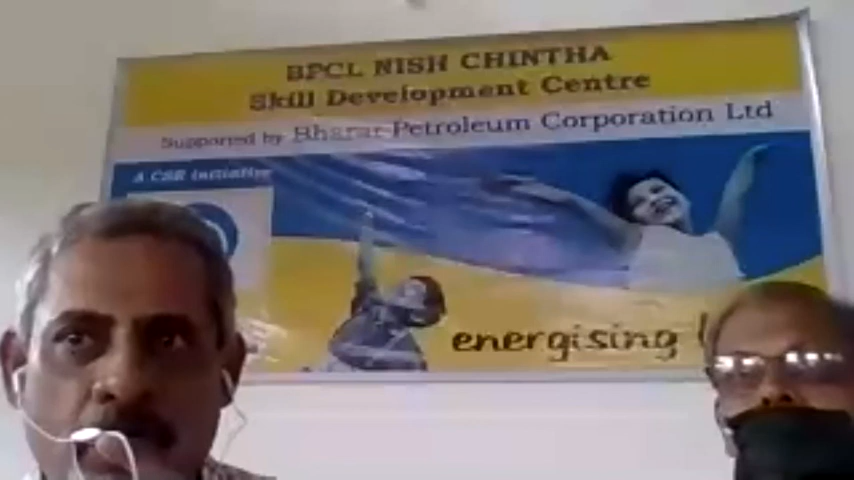 BPCL NISH CHINTHA
Skill Development Centre
Supported by Bharat Petroleum Corporation Ltd
A CSR Initiative
energising